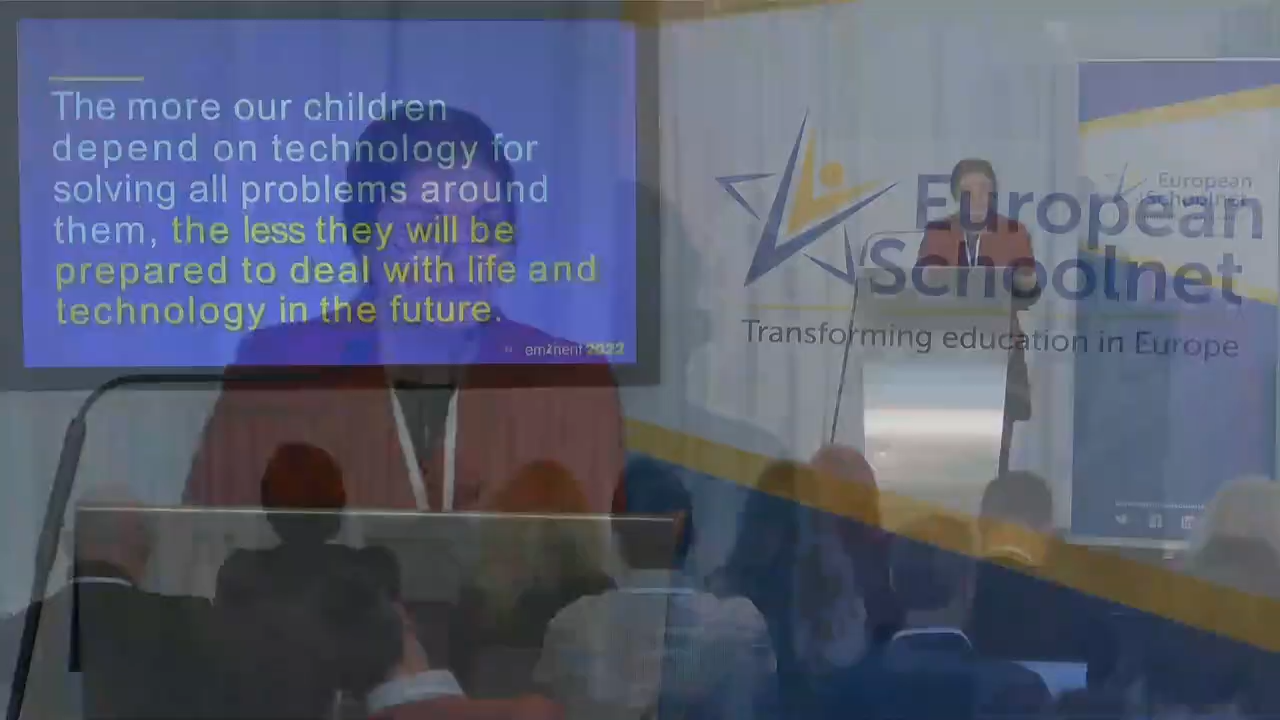 The more our children
depend on technology for
solving all problems around
them, the less they will be
prepared to deal with life and
technology in the future.
eminent 2022
European
Schoolnet
Transforming education in Europe
European
Schoolnet